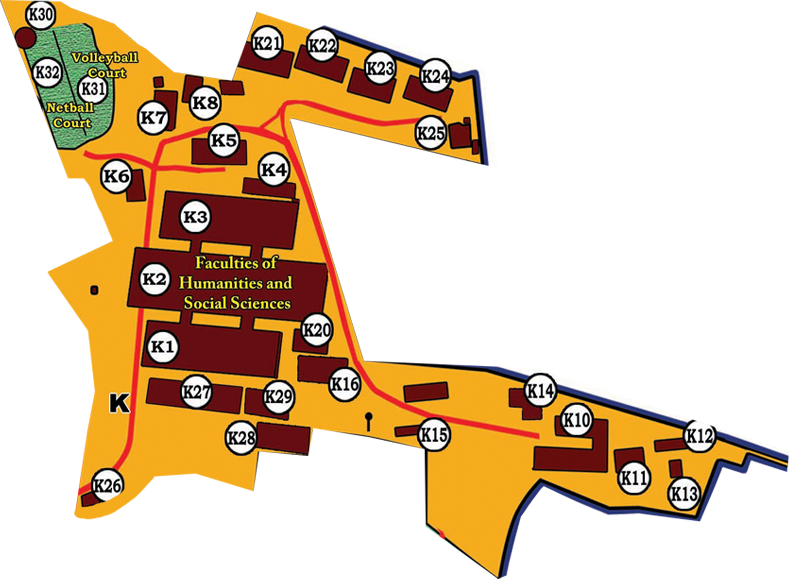 K30
K21
K22
Volleyball
Court
K32
K23
K24
K31
K8
Netball
Court
K7
K25
K5
K4
K6
K3
Faculties of
Humanities and
Social Sciences
K2
K20
K1
K16
K27
K29
K14
K
K10
K28
K15
K12
K11
K26
K13